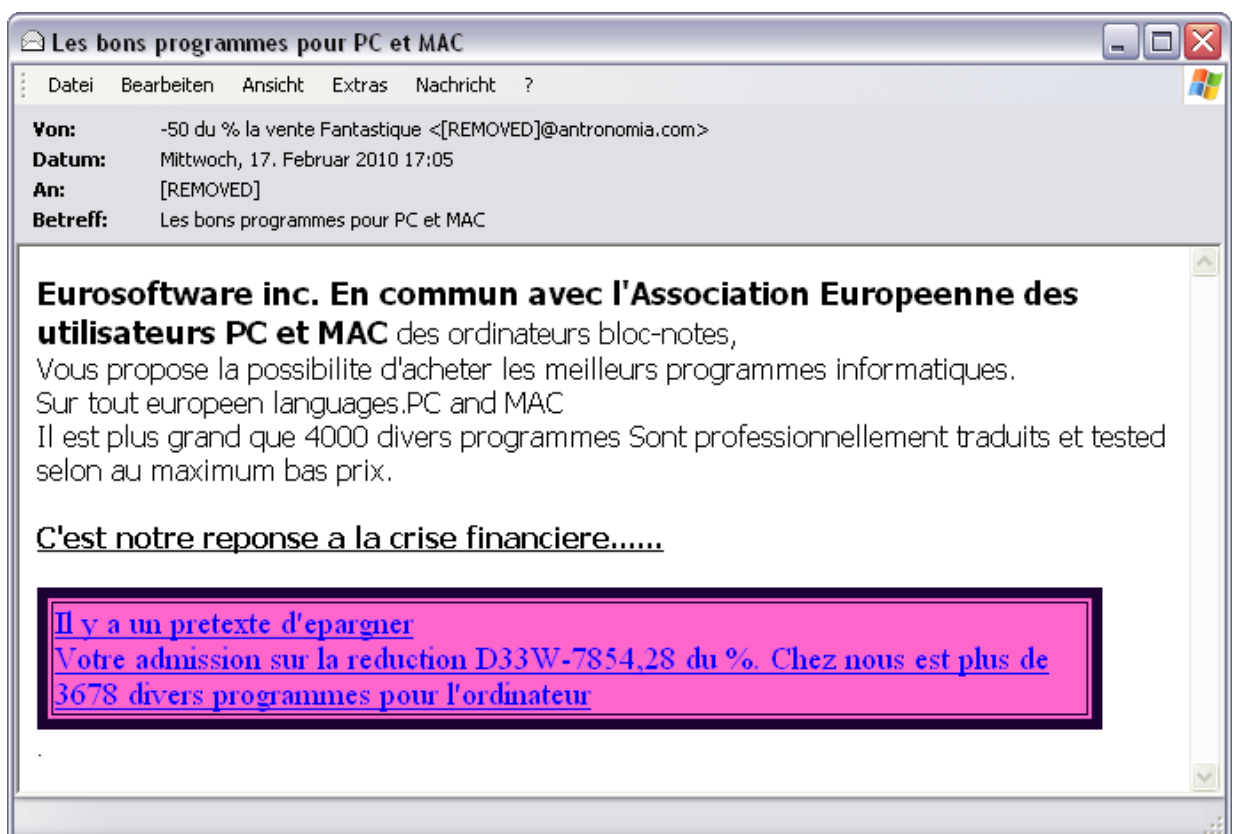 Les bons programmes pour PC et MAC
Datei Bearbeiten Ansicht Extras Nachricht ?
Von: -50 du % la vente Fantastique <[REMOVED]@antronomia.com>
Datum: Mittwoch, 17. Februar 2010 17:05
An: [REMOVED]
Betreff: Les bons programmes pour PC et MAC
Eurosoftware inc. En commun avec l'Association Europeenne des
utilisateurs PC et MAC des ordinateurs bloc-notes,
Vous propose la possibilite d'acheter les meilleurs programmes informatiques.
Sur tout europeen languages.PC and MAC
Il est plus grand que 4000 divers programmes Sont professionnellement traduits et tested
selon au maximum bas prix.
C'est notre reponse a la crise financiere......
Il y a un pretexte d'epargner
Votre admission sur la reduction D33W-7854,28 du %. Chez nous est plus de
3678 divers programmes pour l'ordinateur
.